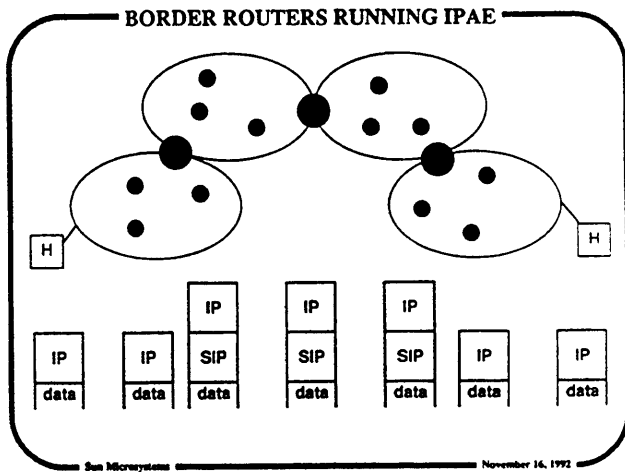 BORDER ROUTERS RUNNING IPAE
H
H
IP IP IP
IP IP SIP SIP SIP IP IP
data data data data data data data
Sun Microsystems November 16, 1992